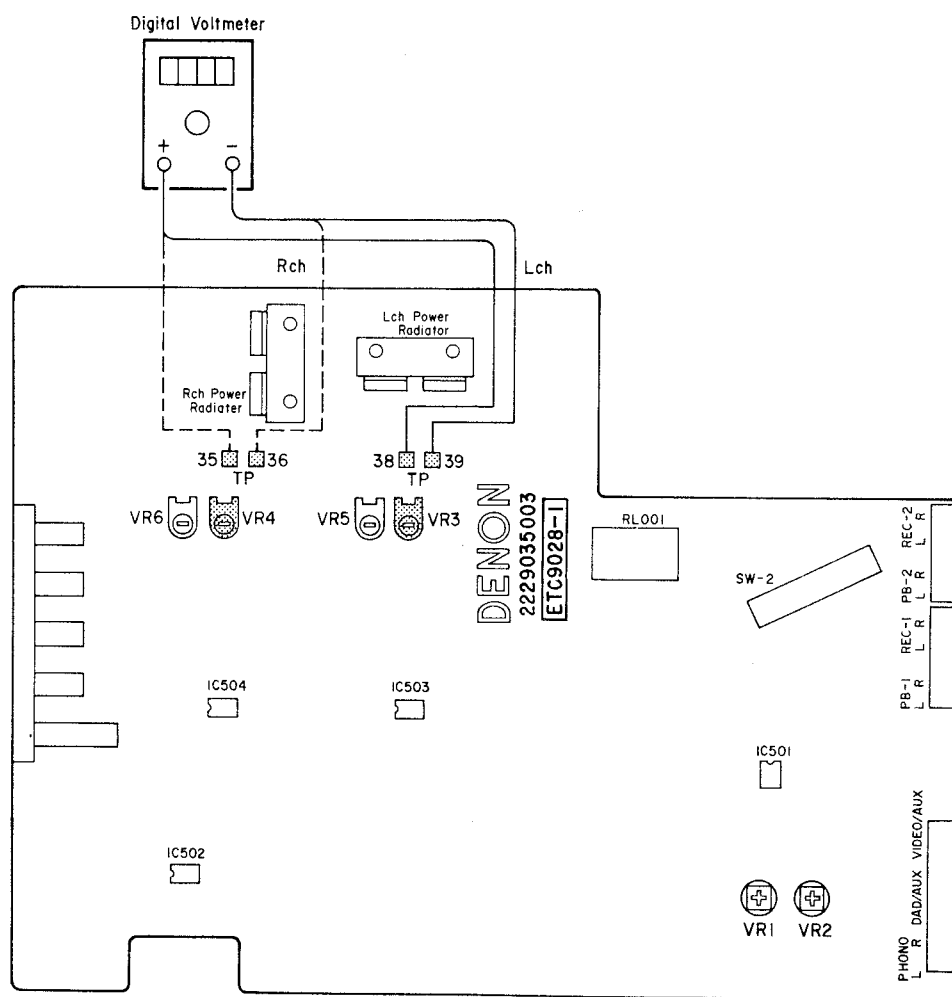 Digital Voltmeter
+ −
Rch
Lch
Lch Power
Radiator
Rch Power
Radiater
35 36
TP
38 39
TP
VR6 VR4
VR5 VR3
DENON
2229035003
ETC9028-1
RL001
SW-2
REC-2
L R
PB-2
L R
REC-1
L R
PB-1
L R
IC504
IC503
IC501
IC502
VR1 VR2
VIDEO/AUX
DAD/AUX
PHONO
L R